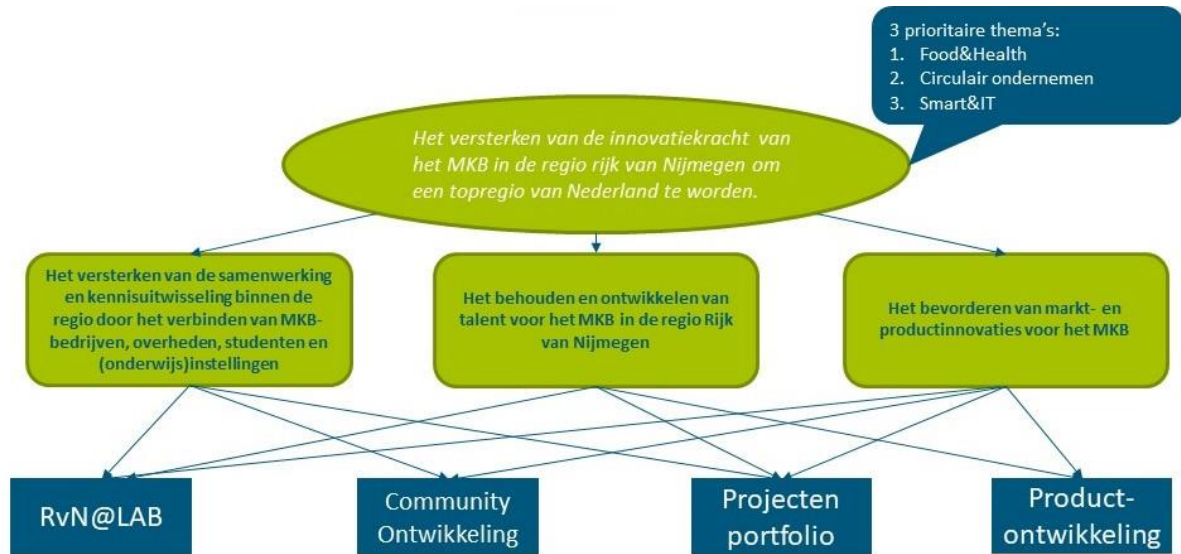 3 prioritaire thema's:
1. Food&Health
2. Circulair ondernemen
3. Smart&IT
Het versterken van de innovatiekracht van
het MKB in de regio rijk van Nijmegen om
een topregio van Nederland te worden.
Het versterken van de samenwerking
en kennisuitwisseling binnen de
regio door het verbinden van MKB-
bedrijven, overheden, studenten en
(onderwijs)instellingen
Het behouden en ontwikkelen van
talent voor het MKB in de regio Rijk
van Nijmegen
Het bevorderen van markt- en
productinnovaties voor het MKB
RvN@LAB
Community
Ontwikkeling
Projecten
portfolio
Product-
ontwikkeling